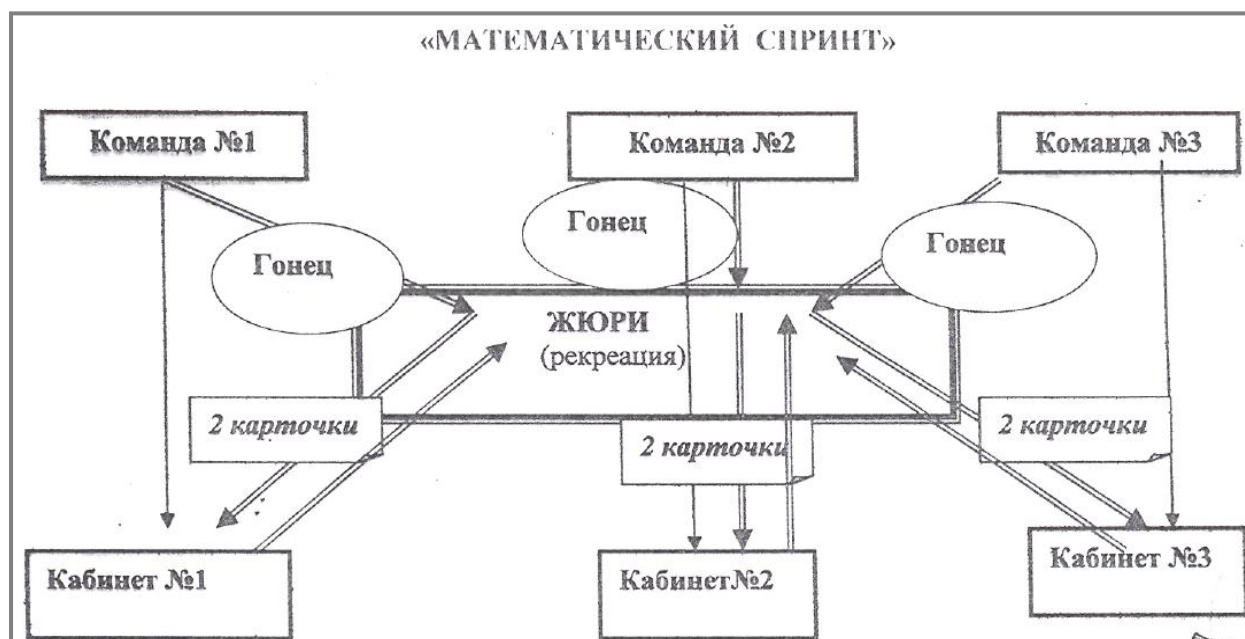 «МАТЕМАТИЧЕСКИЙ СПРИНТ»
Команда №1
Команда №2
Команда №3
Гонец
Гонец
Гонец
ЖЮРИ
(рекреация)
2 карточки
2 карточки
2 карточки
Кабинет №1
Кабинет№2
Кабинет №3